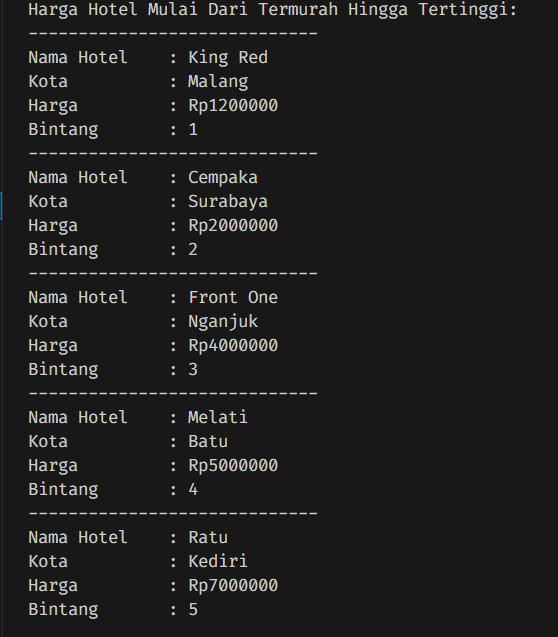 Harga Hotel Mulai Dari Termurah Hingga Tertinggi:
-----------------------------
Nama Hotel    : King Red
Kota          : Malang
Harga         : Rp1200000
Bintang       : 1
-----------------------------
Nama Hotel    : Cempaka
Kota          : Surabaya
Harga         : Rp2000000
Bintang       : 2
-----------------------------
Nama Hotel    : Front One
Kota          : Nganjuk
Harga         : Rp4000000
Bintang       : 3
-----------------------------
Nama Hotel    : Melati
Kota          : Batu
Harga         : Rp5000000
Bintang       : 4
-----------------------------
Nama Hotel    : Ratu
Kota          : Kediri
Harga         : Rp7000000
Bintang       : 5